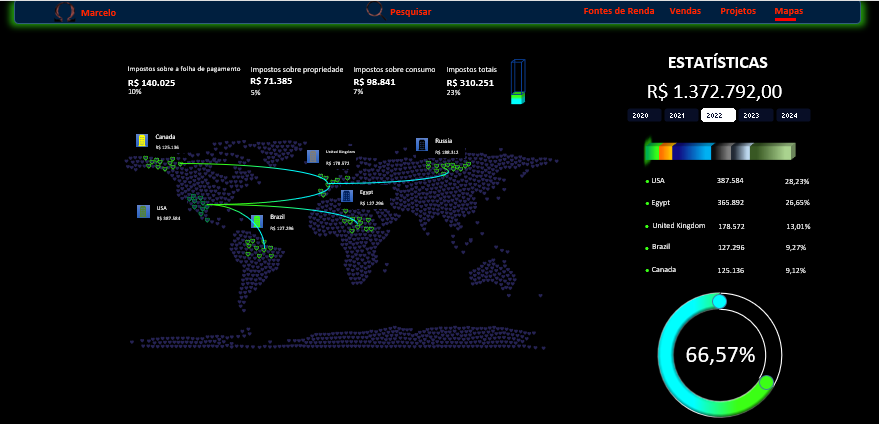 Marcelo
Pesquisar
Fontes de Renda
Vendas
Projetos
Mapas
Impostos sobre a folha de pagamento
R$ 140.025
10%
Impostos sobre propriedade
R$ 71.385
5%
Impostos sobre consumo
R$ 98.841
7%
Impostos totais
R$ 310.251
23%
ESTATÍSTICAS
R$ 1.372.792,00
2020 2021 2022 2023 2024
Canada
R$ 125.136
United Kingdom
R$ 178.572
Russia
R$ 188.312
Egypt
R$ 127.296
USA
R$ 387.584
Brazil
R$ 127.296
USA 387.584 28,23%
Egypt 365.892 26,65%
United Kingdom 178.572 13,01%
Brazil 127.296 9,27%
Canada 125.136 9,12%
66,57%